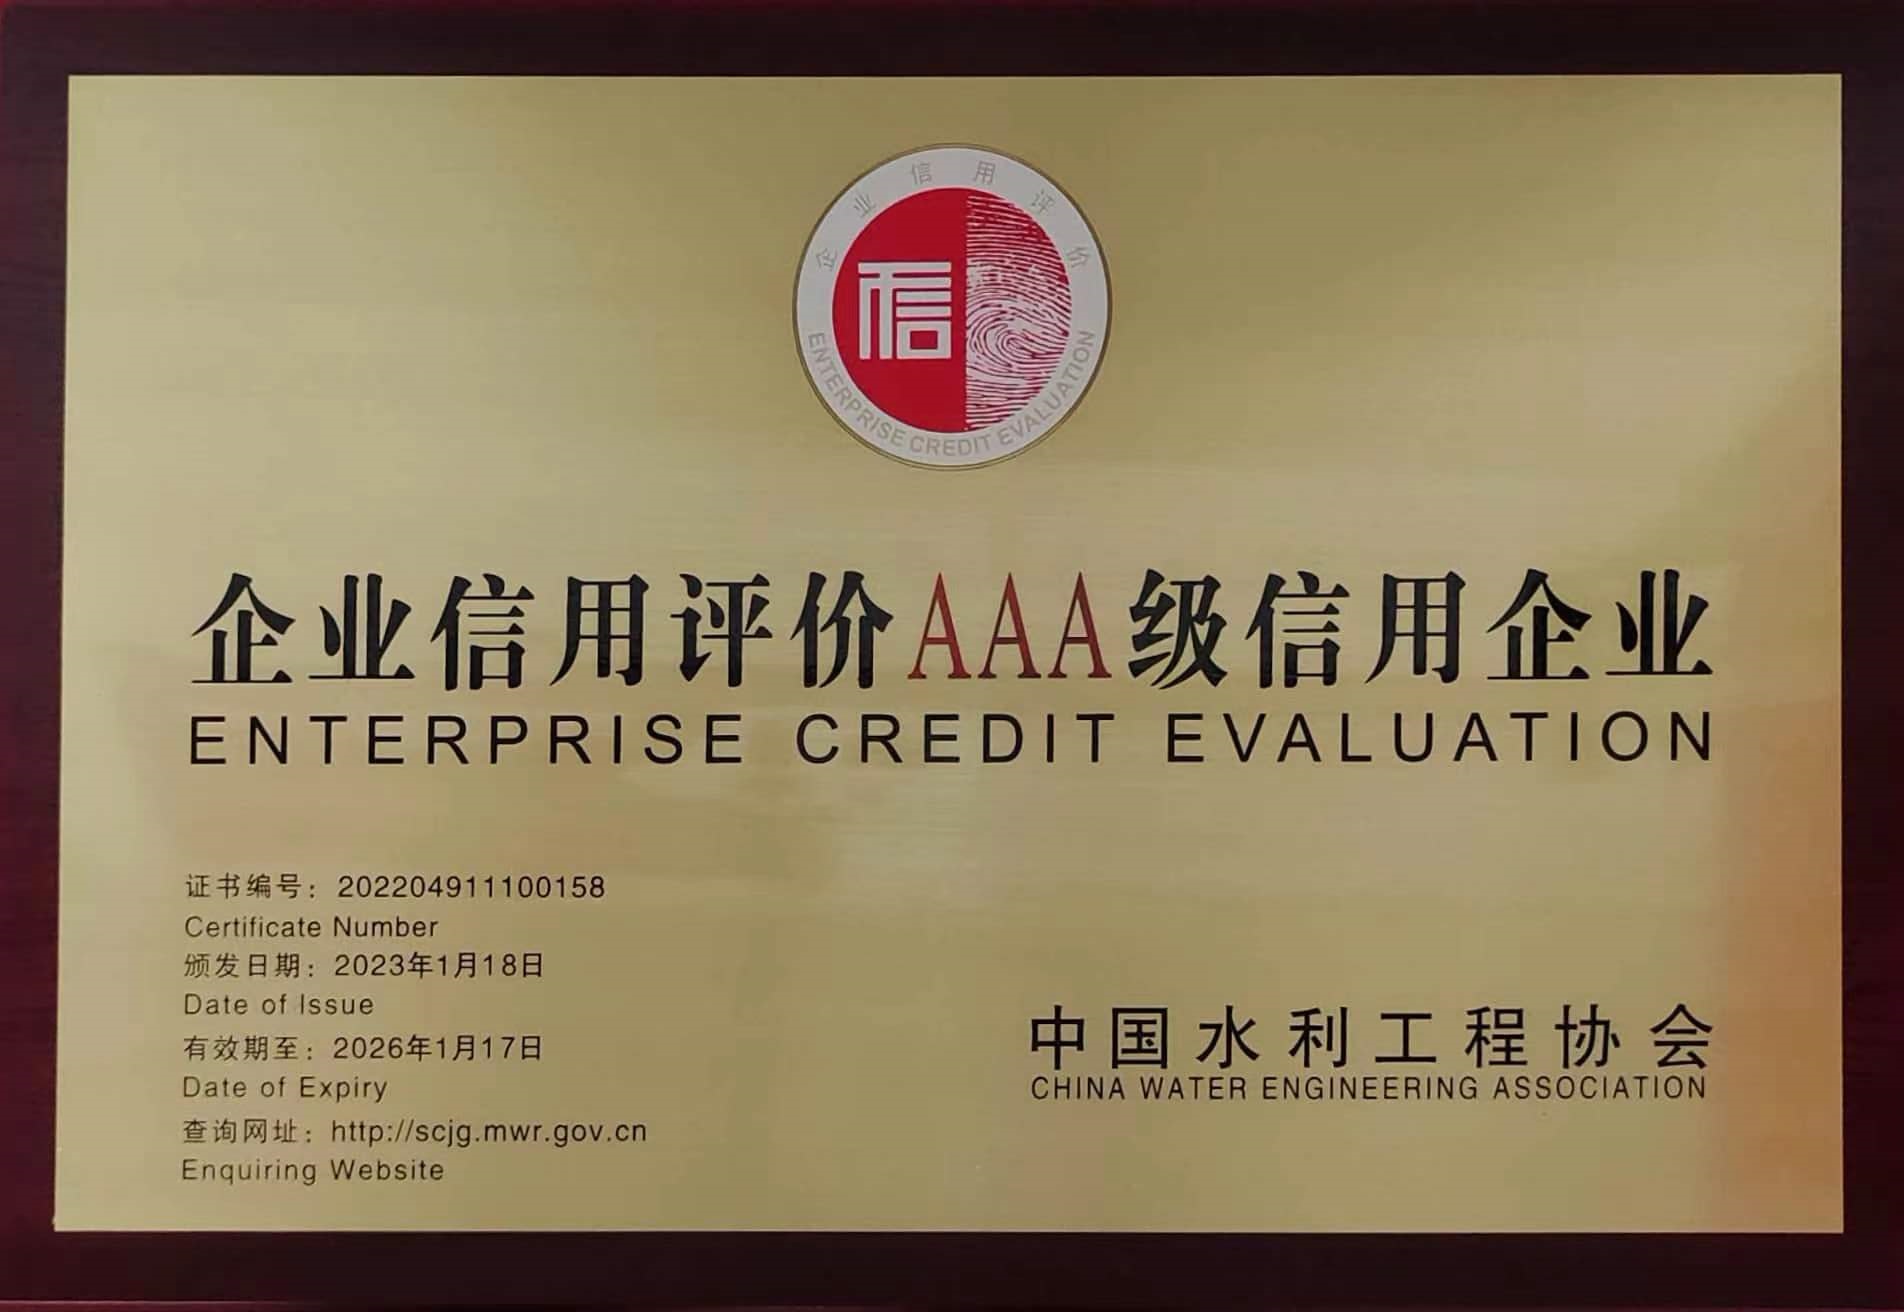 企业信用评价
信
ENTERPRISE CREDIT EVALUATION
企业信用评价AAA级信用企业
ENTERPRISE CREDIT EVALUATION
证书编号：202204911100158
Certificate Number
颁发日期：2023年1月18日
Date of Issue
有效期至：2026年1月17日
Date of Expiry
查询网址：http://scjg.mwr.gov.cn
Enquiring Website
中国水利工程协会
CHINA WATER ENGINEERING ASSOCIATION